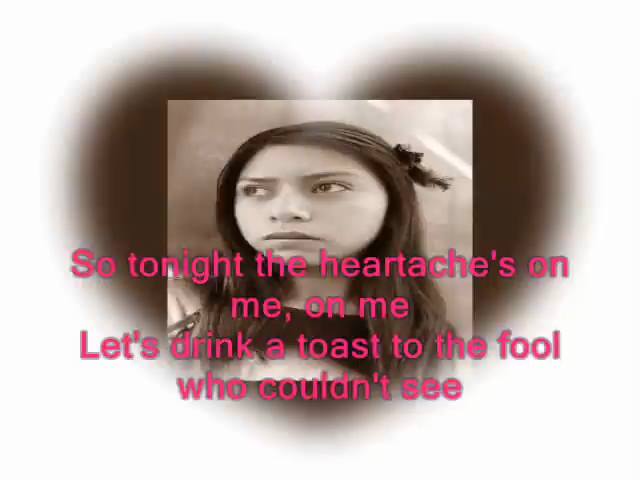 So tonight the heartache's on
me, on me
Let's drink a toast to the fool
who couldn't see